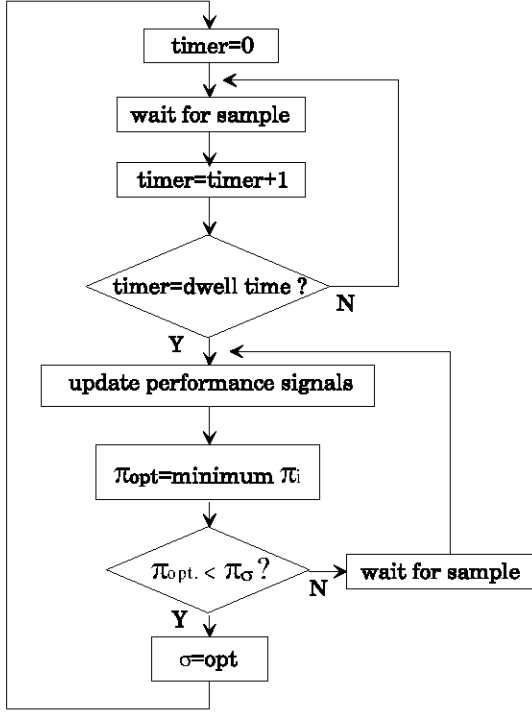 timer=0
wait for sample
timer=timer+1
timer=dwell time ?
N
Y
update performance signals
πopt=minimum πi
πopt. < πσ?
N
wait for sample
Y
σ=opt